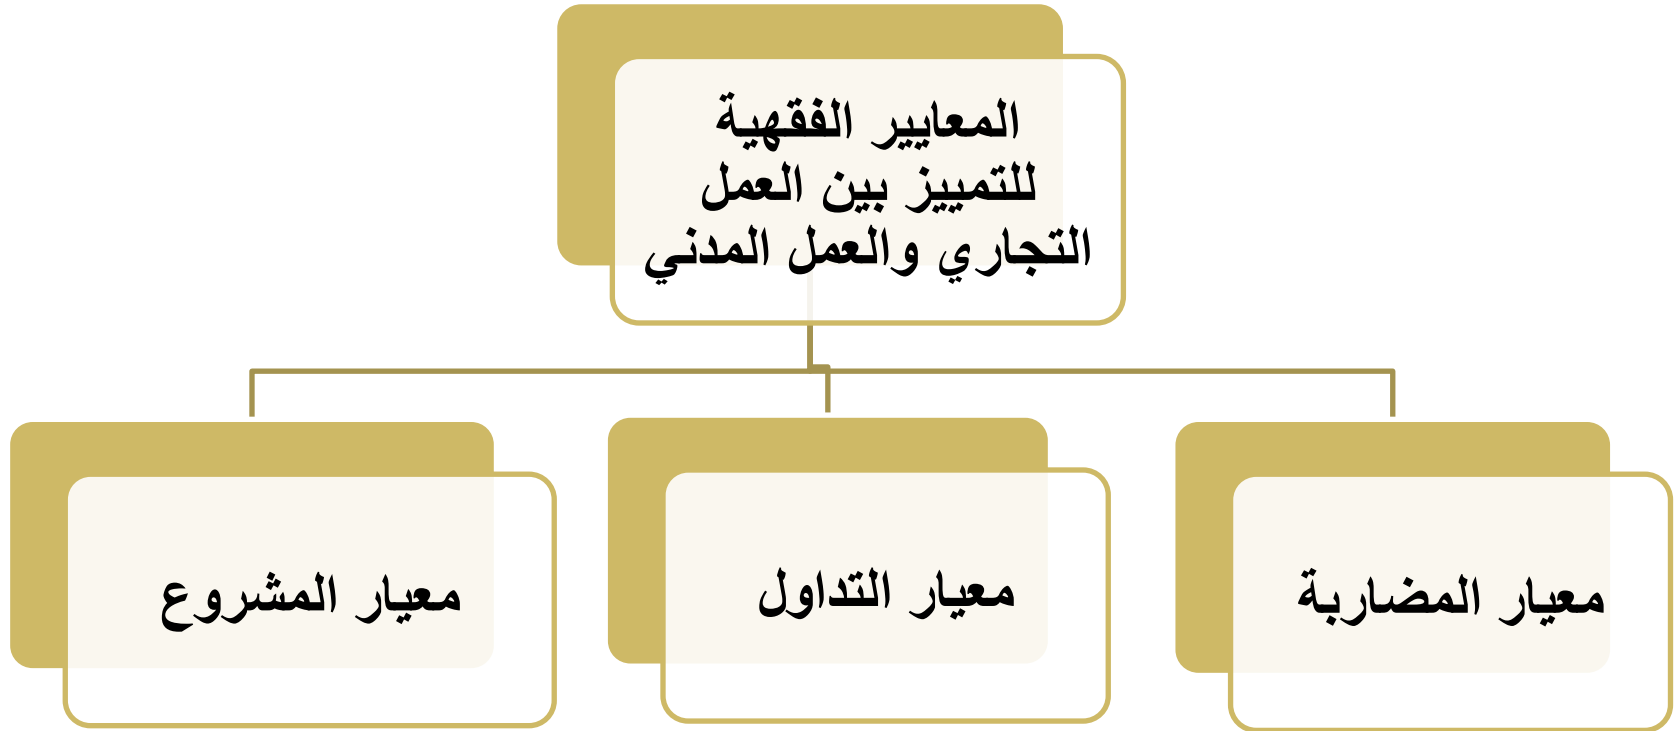 المعايير الفقهية
للتمييز بين العمل
التجاري والعمل المدني
معيار المضاربة
معيار التداول
معيار المشروع